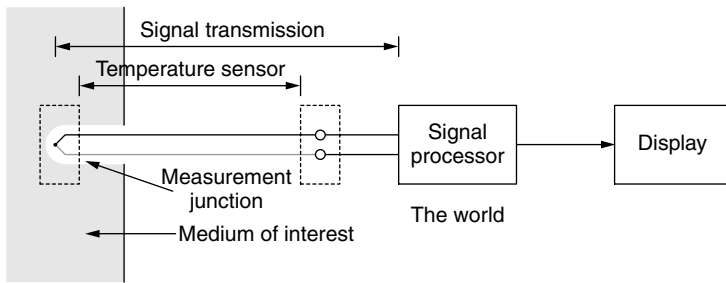 Signal transmission
Temperature sensor
Signal
processor
Display
Measurement
junction
The world
Medium of interest